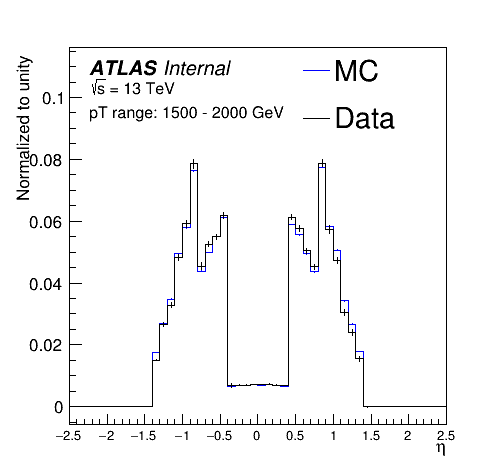 ATLAS Internal
√s = 13 TeV
pT range: 1500 - 2000 GeV
MC
Data
Normalized to unity
0.1
0.08
0.06
0.04
0.02
0
−2.5 −2 −1.5 −1 −0.5 0 0.5 1 1.5 2 2.5
η